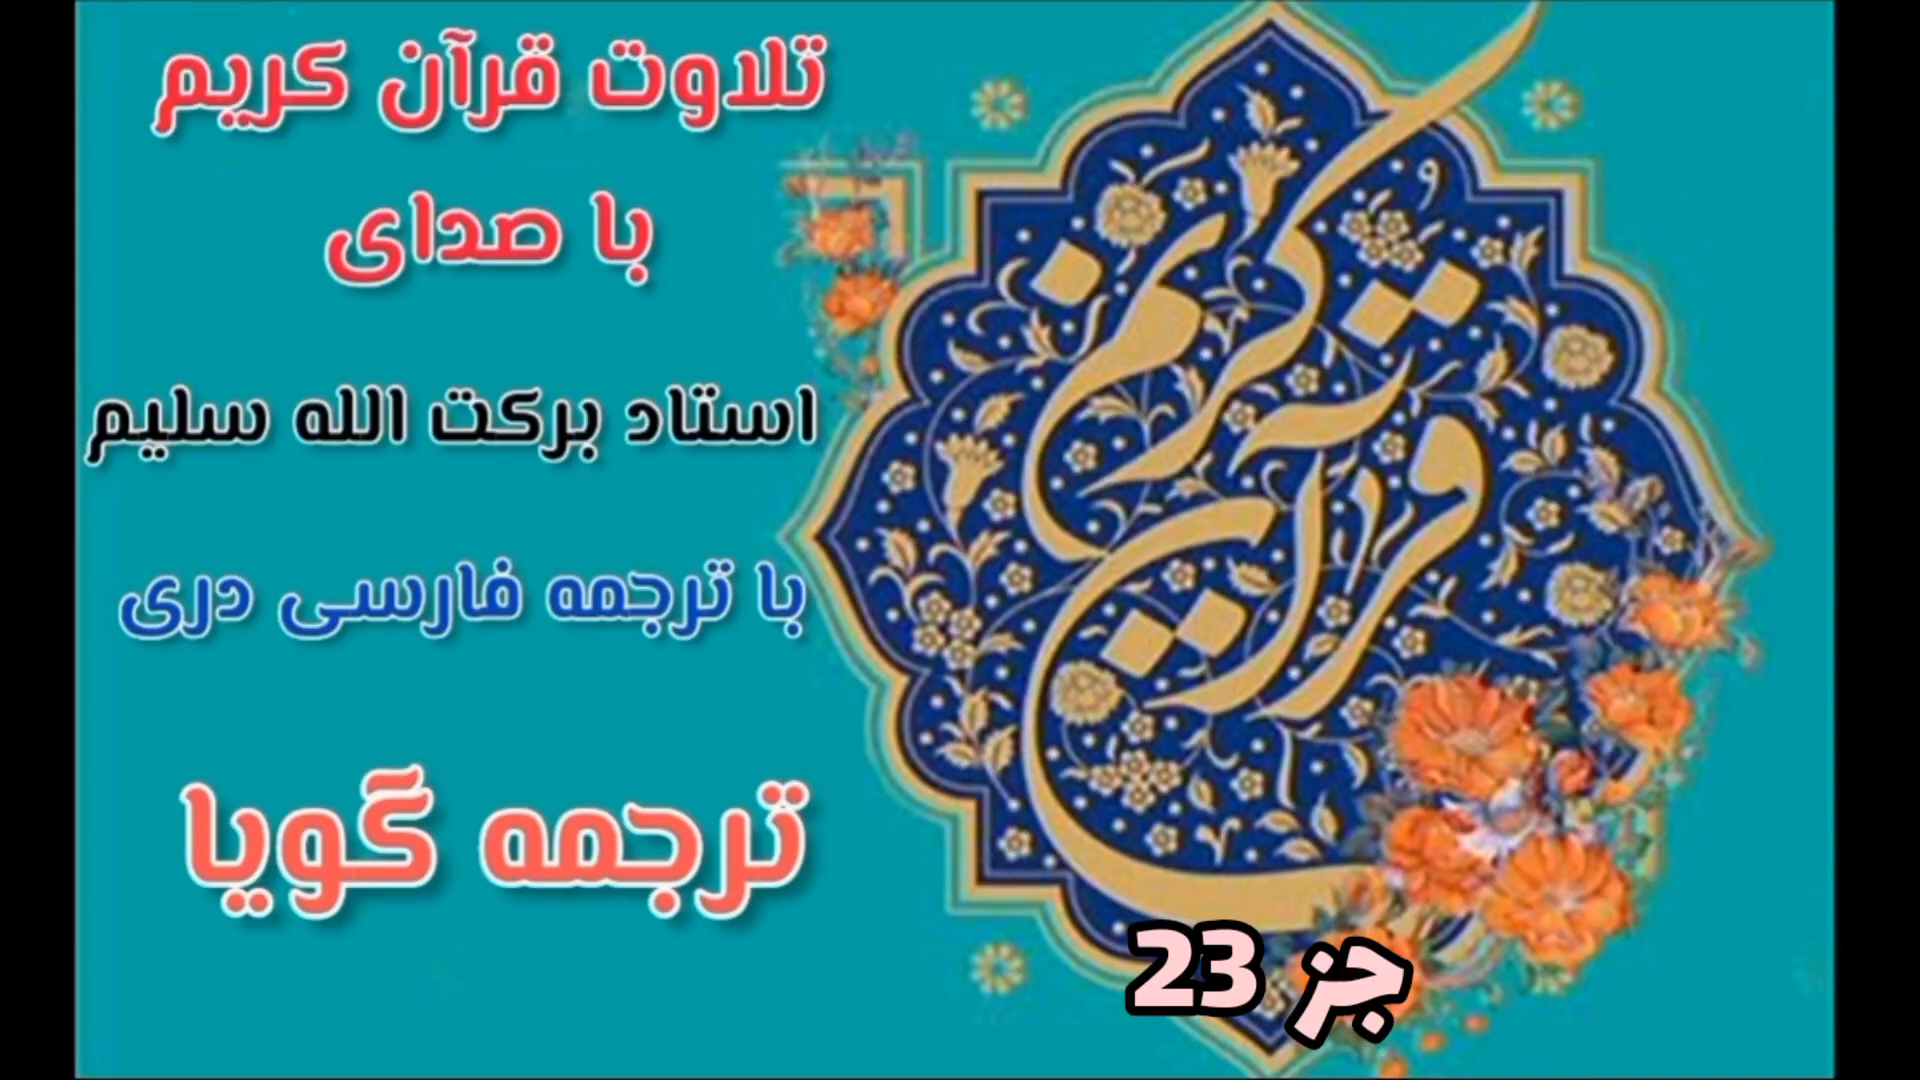 تلاوت قرآن کریم
با صدای
استاد برکت الله سلیم
با ترجمه فارسی دری
ترجمه گویا
قرآن کریم
جز 23